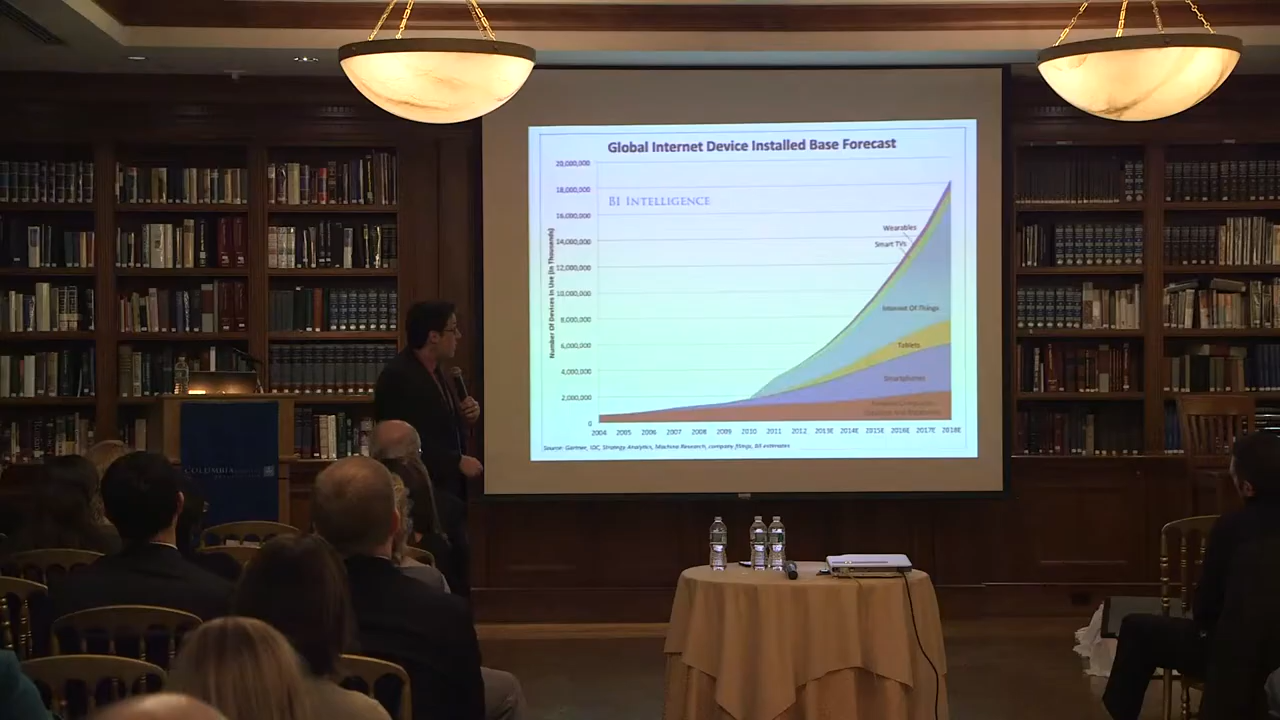 Global Internet Device Installed Base Forecast
BI INTELLIGENCE
Number Of Devices In Use (In Thousands)
20,000,000
18,000,000
16,000,000
14,000,000
12,000,000
10,000,000
8,000,000
6,000,000
4,000,000
2,000,000
0
Wearables
Smart TVs
Internet Of Things
Tablets
Smartphones
2004 2005 2006 2007 2008 2009 2010 2011 2012 2013E 2014E 2015E 2016E 2017E 2018E
Source: Gartner, IDC, Strategy Analytics, Machina Research, company filings, BII estimates
COLUMBIA